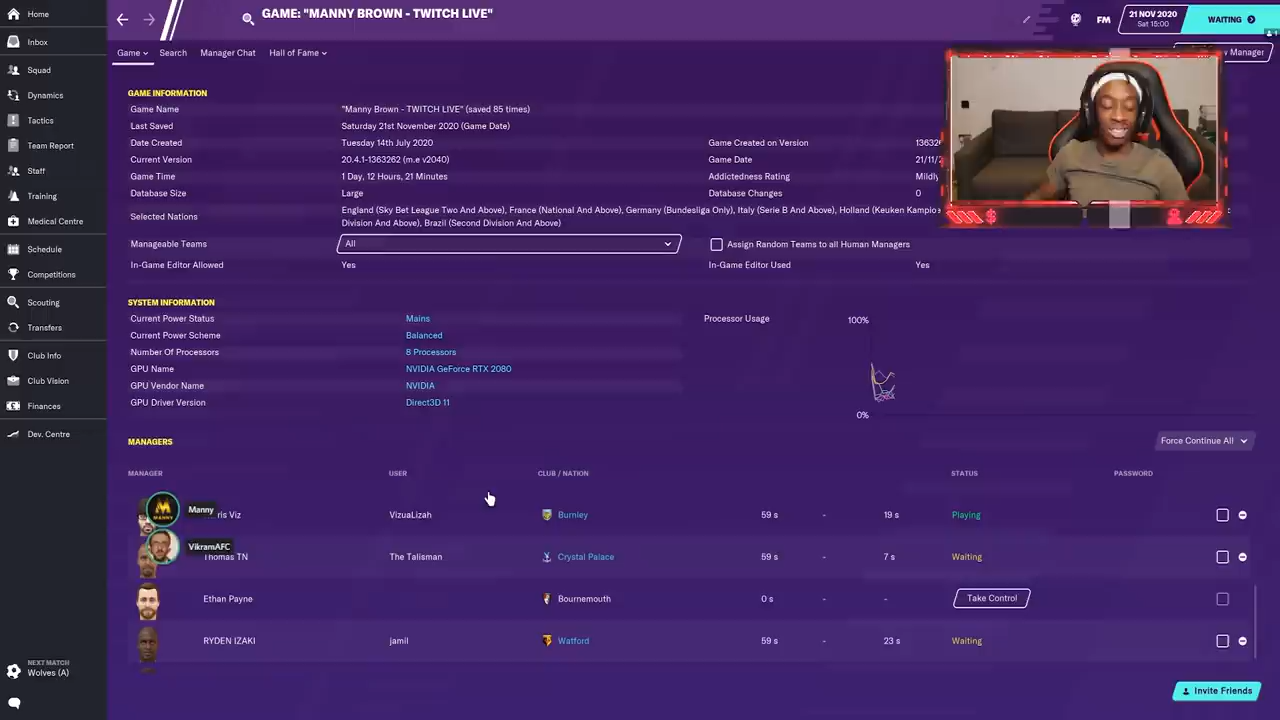 Home
Inbox
Squad
Dynamics
Tactics
Team Report
Staff
Training
Medical Centre
Schedule
Competitions
Scouting
Transfers
Club Info
Club Vision
Finances
Dev. Centre
NEXT MATCH
Wolves (A)
GAME: "MANNY BROWN - TWITCH LIVE"
FM
21 NOV 2020
Sat 15:00
WAITING
Game
Search
Manager Chat
Hall of Fame
Manager
GAME INFORMATION
Game Name "Manny Brown - TWITCH LIVE" (saved 85 times)
Last Saved Saturday 21st November 2020 (Game Date)
Date Created Tuesday 14th July 2020 Game Created on Version 13632
Current Version 20.4.1-1363262 (m.e v2040) Game Date 21/11/
Game Time 1 Day, 12 Hours, 21 Minutes Addictedness Rating Mildly
Database Size Large Database Changes 0
Selected Nations England (Sky Bet League Two And Above), France (National And Above), Germany (Bundesliga Only), Italy (Serie B And Above), Holland (Keuken Kampio
Division And Above), Brazil (Second Division And Above)
Manageable Teams All Assign Random Teams to all Human Managers
In-Game Editor Allowed Yes In-Game Editor Used Yes
SYSTEM INFORMATION
Current Power Status Mains Processor Usage 100%
Current Power Scheme Balanced
Number Of Processors 8 Processors
GPU Name NVIDIA GeForce RTX 2080
GPU Vendor Name NVIDIA
GPU Driver Version Direct3D 11
0%
MANAGERS
Force Continue All
MANAGER USER CLUB / NATION STATUS PASSWORD
Manny Viz VizuaLizah Burnley 59 s - 19 s Playing
VikramAFC
Thomas TN The Talisman Crystal Palace 59 s - 7 s Waiting
Ethan Payne Bournemouth 0 s - - Take Control
RYDEN IZAKI jamil Watford 59 s - 23 s Waiting
Invite Friends